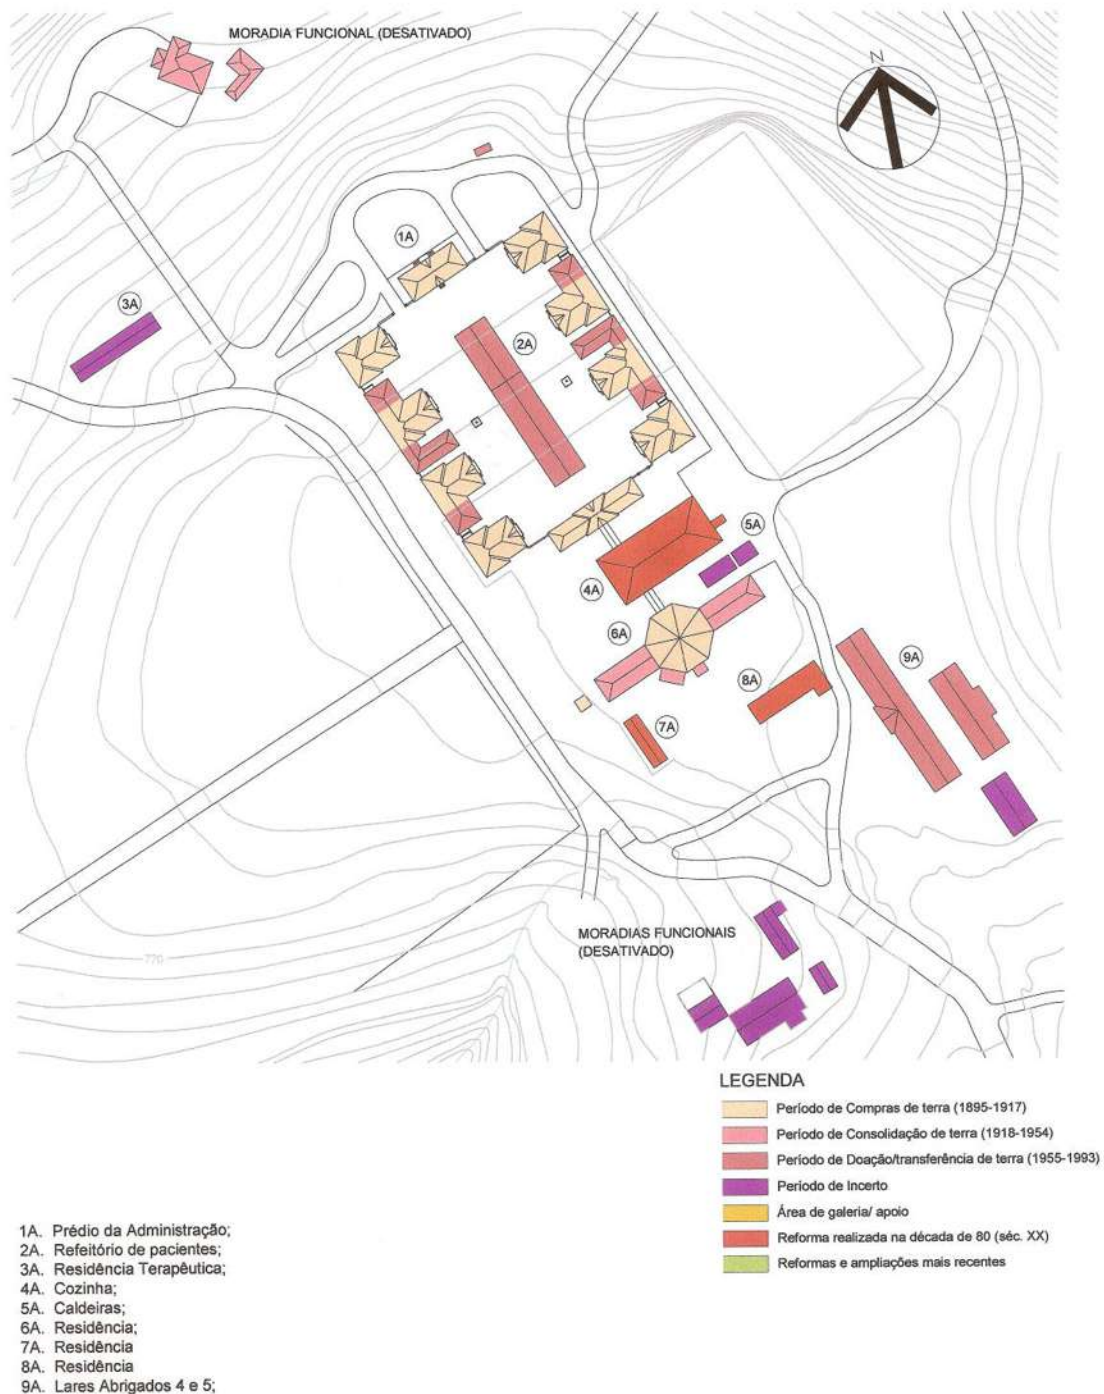 MORADIA FUNCIONAL (DESATIVADO)
N
1A
3A
2A
5A
4A
6A
9A
8A
7A
MORADIAS FUNCIONAIS
(DESATIVADO)
770
LEGENDA
Período de Compras de terra (1895-1917)
Período de Consolidação de terra (1918-1954)
Período de Doação/transferência de terra (1955-1993)
Período de Incerto
Área de galeria/ apoio
Reforma realizada na década de 80 (séc. XX)
Reformas e ampliações mais recentes
1A. Prédio da Administração;
2A. Refeitório de pacientes;
3A. Residência Terapêutica;
4A. Cozinha;
5A. Caldeiras;
6A. Residência;
7A. Residência
8A. Residência
9A. Lares Abrigados 4 e 5;